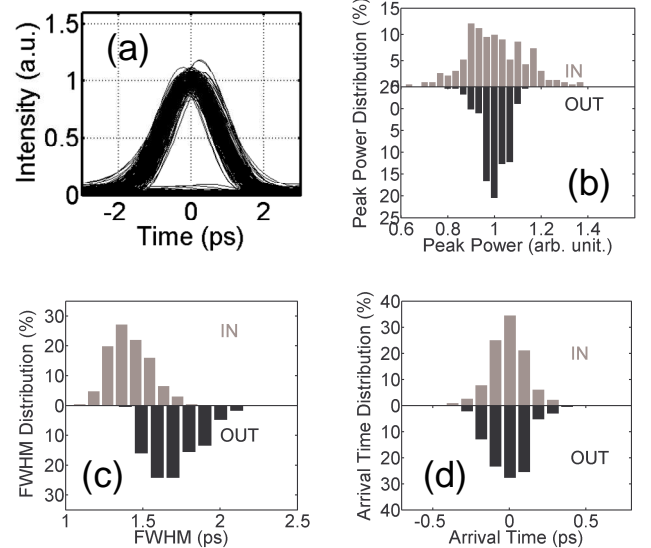 (a)
Intensity (a.u.)
1.5
1
0.5
0
-2 0 2
Time (ps)
Peak Power Distribution (%)
15
10
5
20
0
5
10
15
20
25
IN
OUT
(b)
0.6 0.8 1 1.2 1.4
Peak Power (arb. unit.)
FWHM Distribution (%)
30
20
10
0
10
20
30
IN
OUT
(c)
1 1.5 2 2.5
FWHM (ps)
Arrival Time Distribution (%)
40
30
20
10
0
10
20
30
40
IN
OUT
(d)
-0.5 0 0.5
Arrival Time (ps)